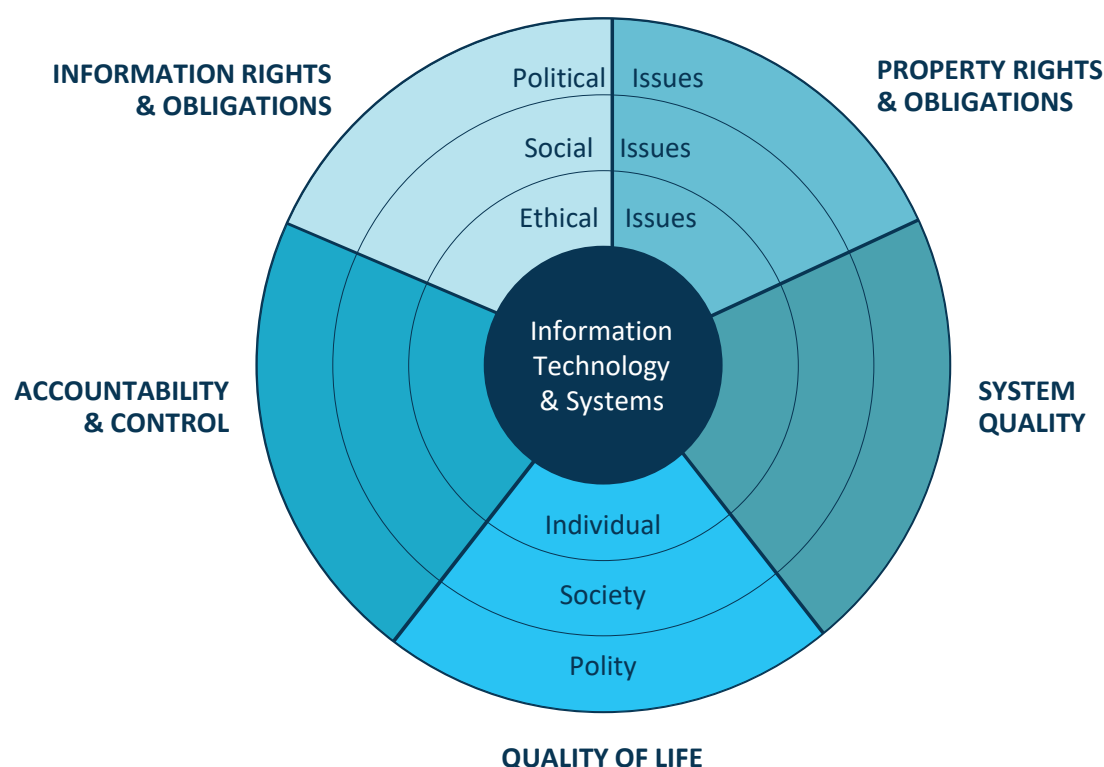 INFORMATION RIGHTS
& OBLIGATIONS
PROPERTY RIGHTS
& OBLIGATIONS
Political Issues
Social Issues
Ethical Issues
Information
Technology
& Systems
ACCOUNTABILITY
& CONTROL
SYSTEM
QUALITY
Individual
Society
Polity
QUALITY OF LIFE